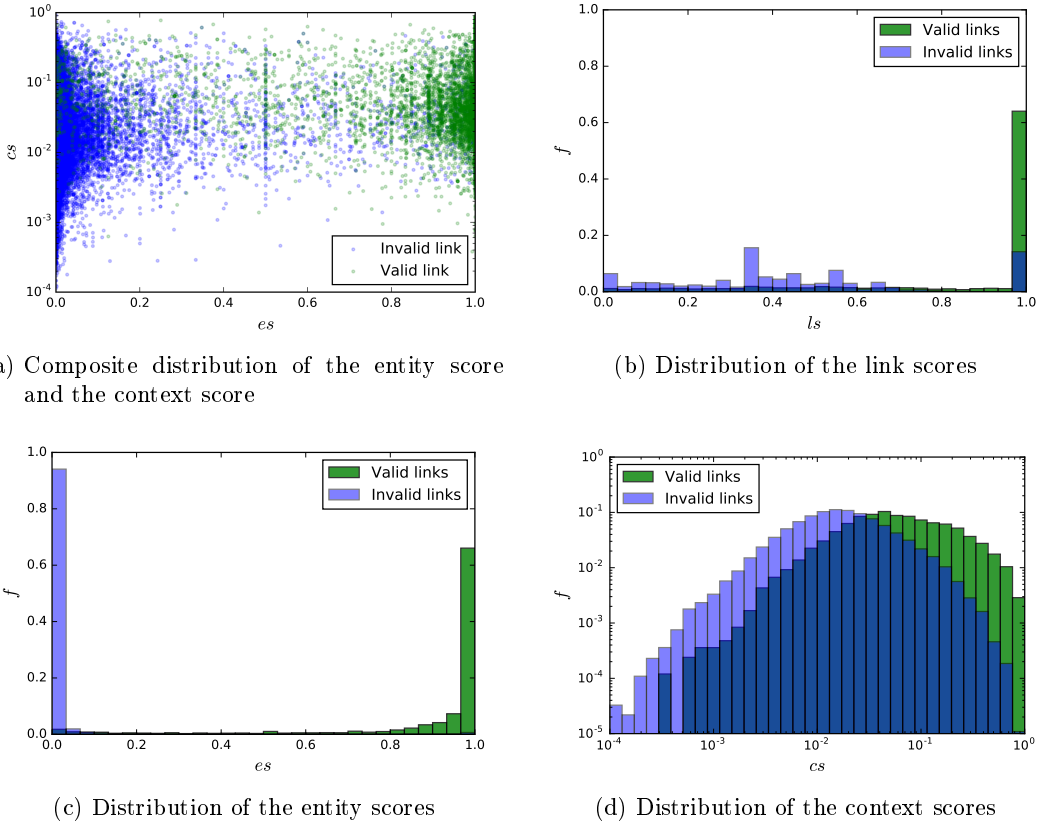 10⁰
10⁻¹
10⁻²
10⁻³
10⁻⁴
cs
0.0 0.2 0.4 0.6 0.8 1.0
es
Invalid link
Valid link
) Composite distribution of the entity score
and the context score
1.0
0.8
0.6
0.4
0.2
0.0
f
0.0 0.2 0.4 0.6 0.8 1.0
ls
Valid links
Invalid links
(b) Distribution of the link scores
1.0
0.8
0.6
0.4
0.2
0.0
f
0.0 0.2 0.4 0.6 0.8 1.0
es
Valid links
Invalid links
(c) Distribution of the entity scores
10⁰
10⁻¹
10⁻²
10⁻³
10⁻⁴
10⁻⁵
f
10⁻⁴ 10⁻³ 10⁻² 10⁻¹ 10⁰
cs
Valid links
Invalid links
(d) Distribution of the context scores